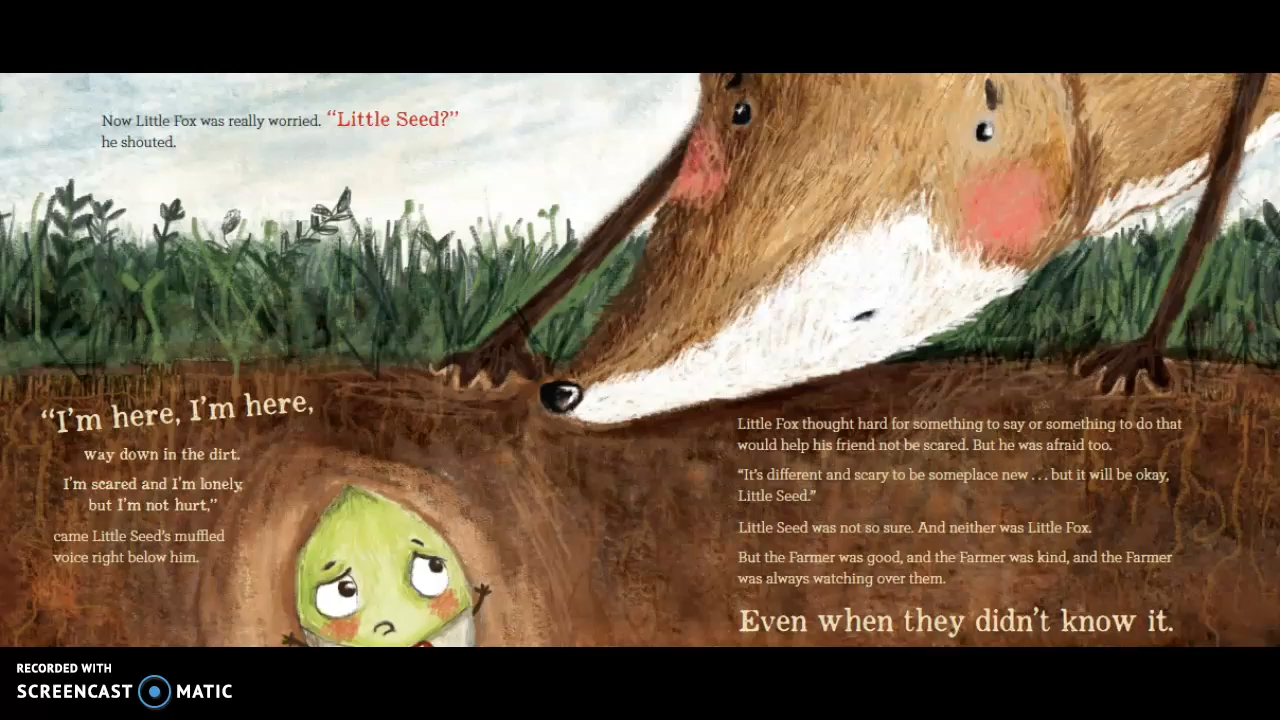 Now Little Fox was really worried. “Little Seed?”
he shouted.
“I’m here, I’m here,
way down in the dirt.
I’m scared and I’m lonely
but I’m not hurt,”
came Little Seed’s muffled
voice right below him.
Little Fox thought hard for something to say or something to do that
would help his friend not be scared. But he was afraid too.
“It’s different and scary to be someplace new . . . but it will be okay,
Little Seed.”
Little Seed was not so sure. And neither was Little Fox.
But the Farmer was good, and the Farmer was kind, and the Farmer
was always watching over them.
Even when they didn’t know it.
RECORDED WITH
SCREENCAST MATIC